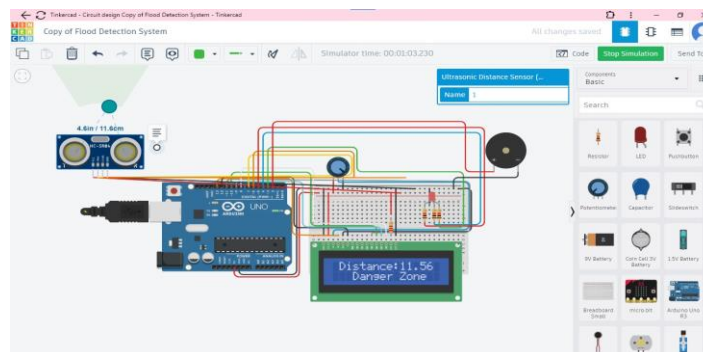 Tinkercad - Circuit design Copy of Flood Detection System - Tinkercad
Copy of Flood Detection System
All changes saved
Simulator time: 00:01:03.230
Code
Stop Simulation
Send To
Ultrasonic Distance Sensor (...
Name 1
Components
Basic
Search
4.6in / 11.6cm
HC-SR04
ARDUINO
UNO
Distance:11.56
Danger Zone
Resistor
LED
Pushbutton
Potentiometer
Capacitor
Slideswitch
9V Battery
Coin Cell 3V
Battery
1.5V Battery
Breadboard
Small
micro:bit
Arduino Uno
R3